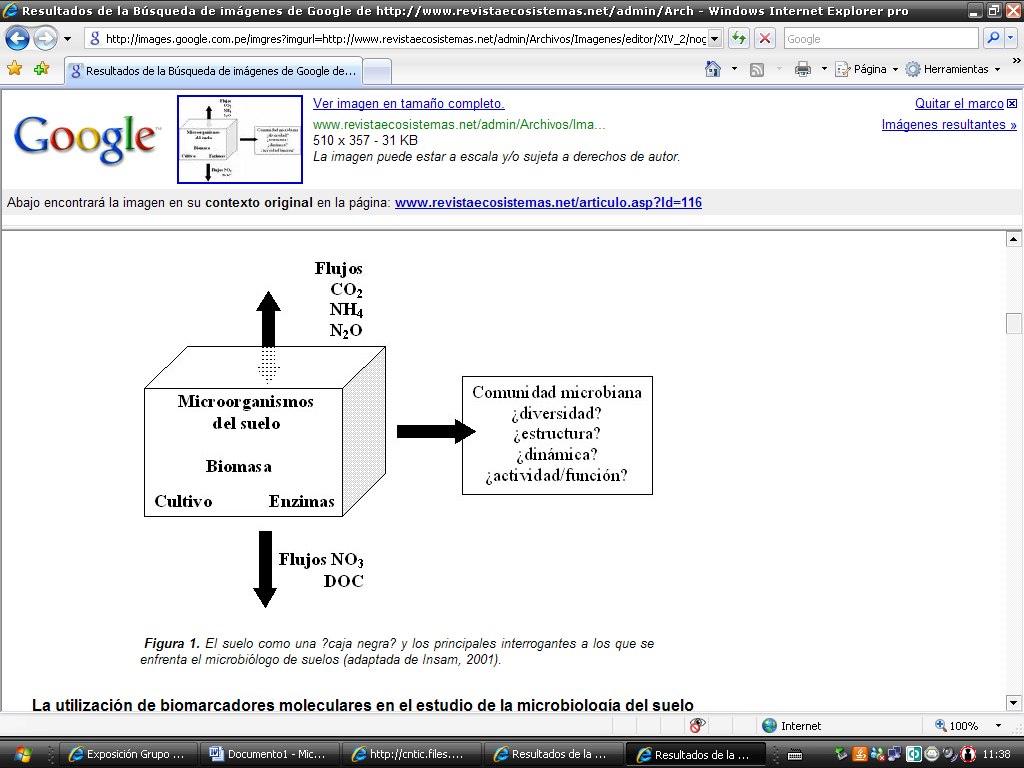 Resultados de la Búsqueda de imágenes de Google de http://www.revistaecosistemas.net/admin/Arch - Windows Internet Explorer pro
http://images.google.com.pe/imgres?imgurl=http://www.revistaecosistemas.net/admin/Archivos/Imagenes/editor/XIV_2/nog
Google
Resultados de la Búsqueda de imágenes de Google de...
Página
Herramientas
Google™
Ver imagen en tamaño completo.
www.revistaecosistemas.net/admin/Archivos/Ima...
510 x 357 - 31 KB
La imagen puede estar a escala y/o sujeta a derechos de autor.
Quitar el marco
Imágenes resultantes »
Abajo encontrará la imagen en su contexto original en la página: www.revistaecosistemas.net/articulo.asp?Id=116
Flujos
CO2
NH4
N2O
Microorganismos
del suelo
Biomasa
Cultivo Enzimas
Comunidad microbiana
¿diversidad?
¿estructura?
¿dinámica?
¿actividad/función?
Flujos NO3
DOC
Figura 1. El suelo como una ?caja negra? y los principales interrogantes a los que se
enfrenta el microbiólogo de suelos (adaptada de Insam, 2001).
La utilización de biomarcadores moleculares en el estudio de la microbiología del suelo
Internet
100%
Exposición Grupo ...
Documento1 - Mic...
http://cntic.files....
Resultados de la ...
Resultados de la ...
11:38